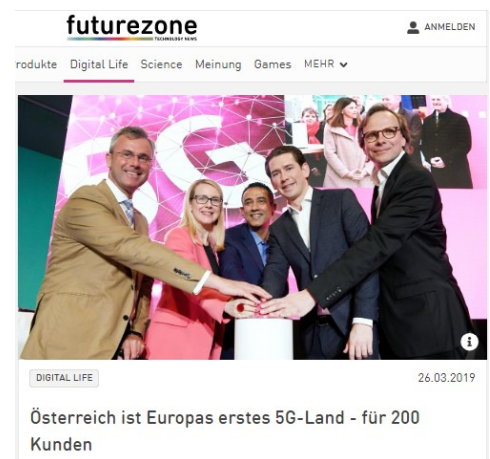 futurezone
TECHNOLOGY NEWS
ANMELDEN
rodukte Digital Life Science Meinung Games MEHR
5G
DIGITAL LIFE
26.03.2019
Österreich ist Europas erstes 5G-Land - für 200
Kunden